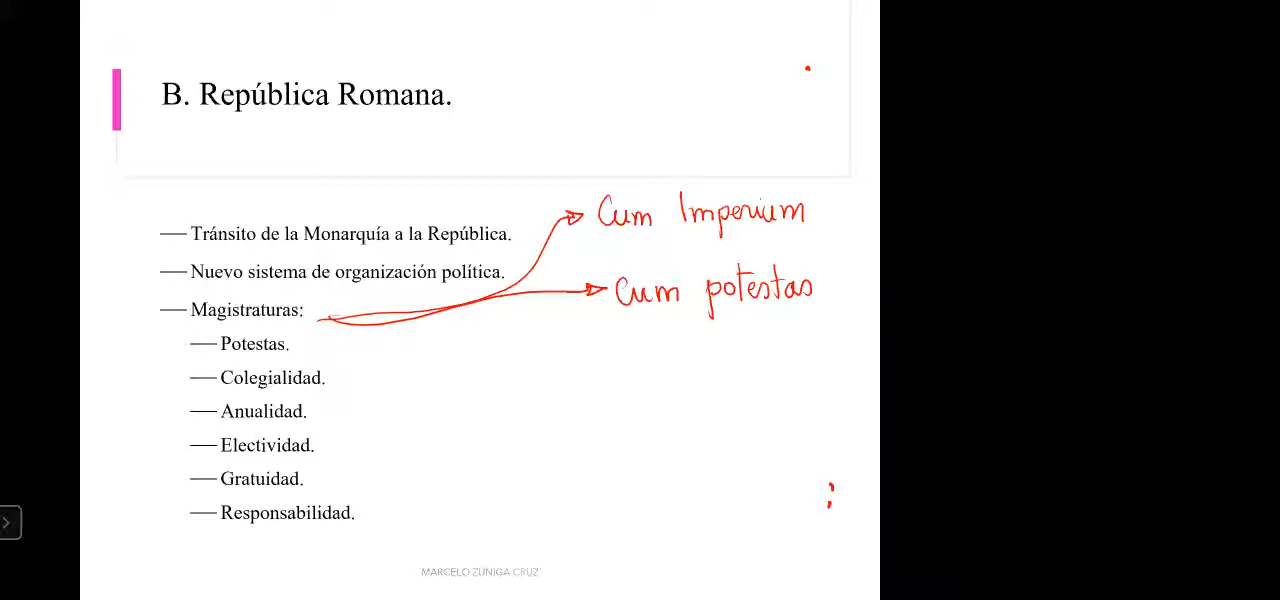 B. República Romana.
Cum Imperium
— Tránsito de la Monarquía a la República.
— Nuevo sistema de organización política.
Cum potestas
— Magistraturas:
— Potestas.
— Colegialidad.
— Anualidad.
— Electividad.
— Gratuidad.
— Responsabilidad.
MARCELO ZÚÑIGA CRUZ